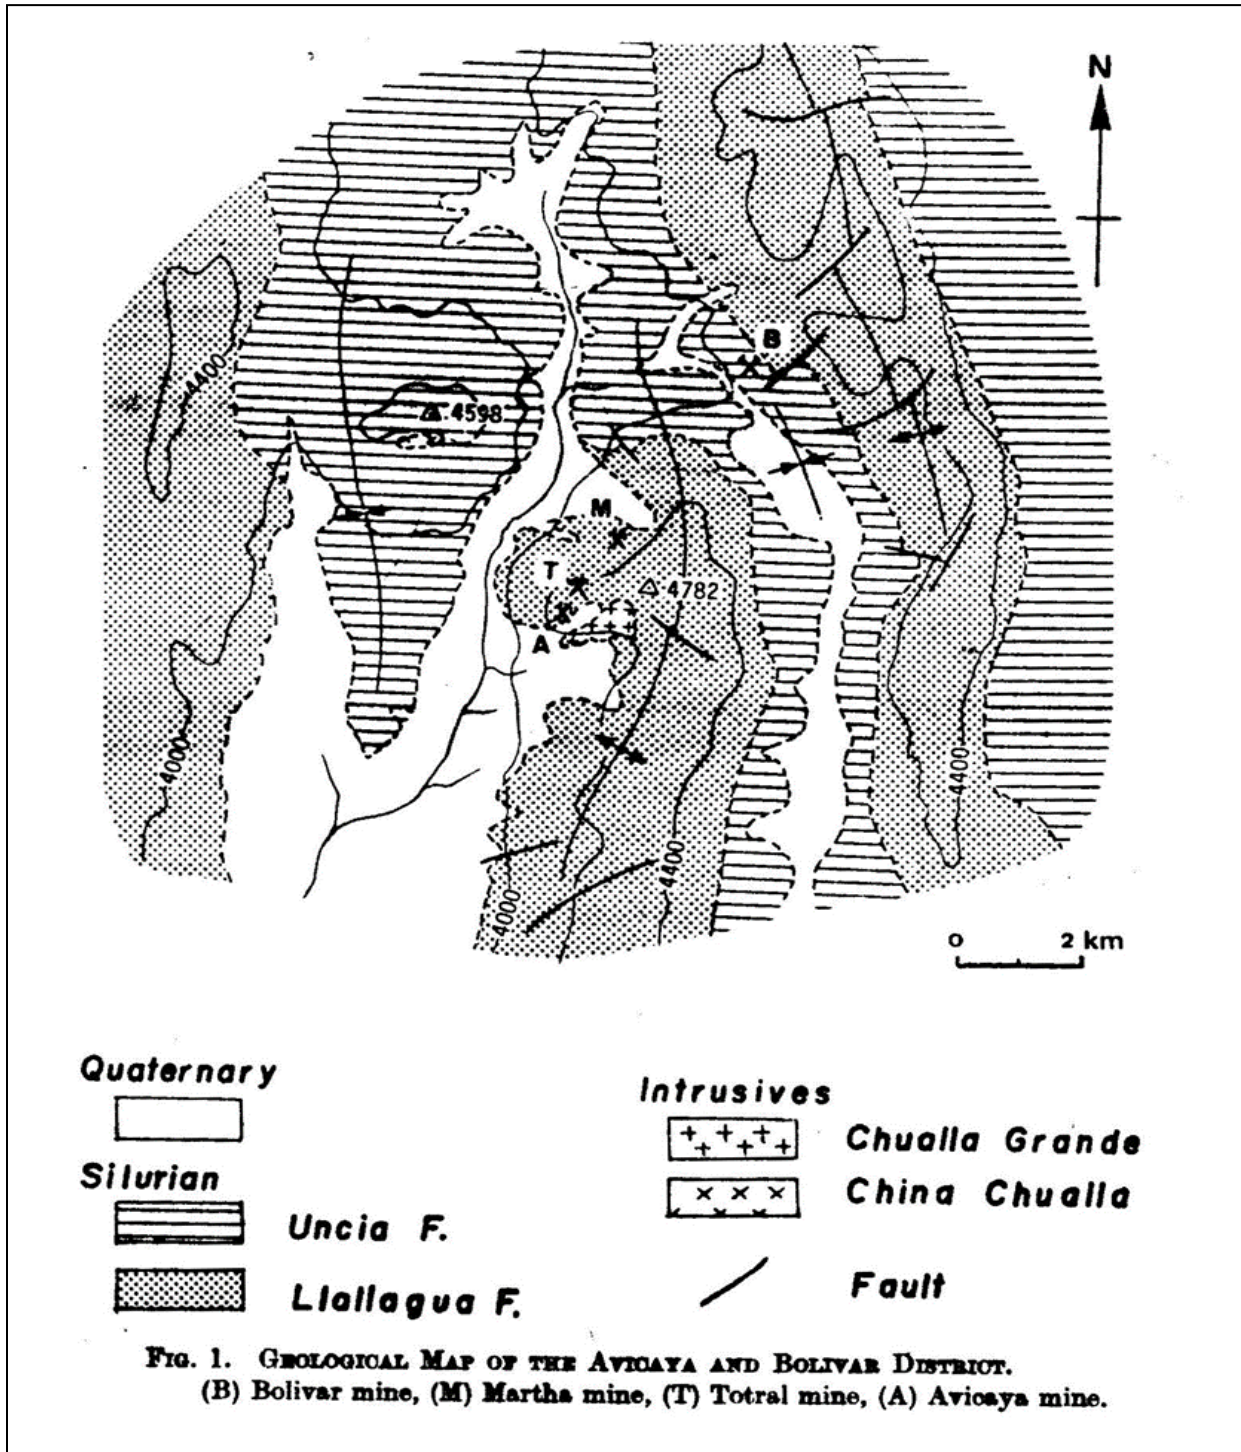 N
4400
B
4598
M
T
4782
A
4000
4400
4400
4000
0 2 km
Quaternary
Silurian
Uncia F.
Llallagua F.
Intrusives
Chualla Grande
China Chualla
Fault
FIG. 1. GEOLOGICAL MAP OF THE AVICAYA AND BOLIVAR DISTRICT.
(B) Bolivar mine, (M) Martha mine, (T) Totral mine, (A) Avicaya mine.